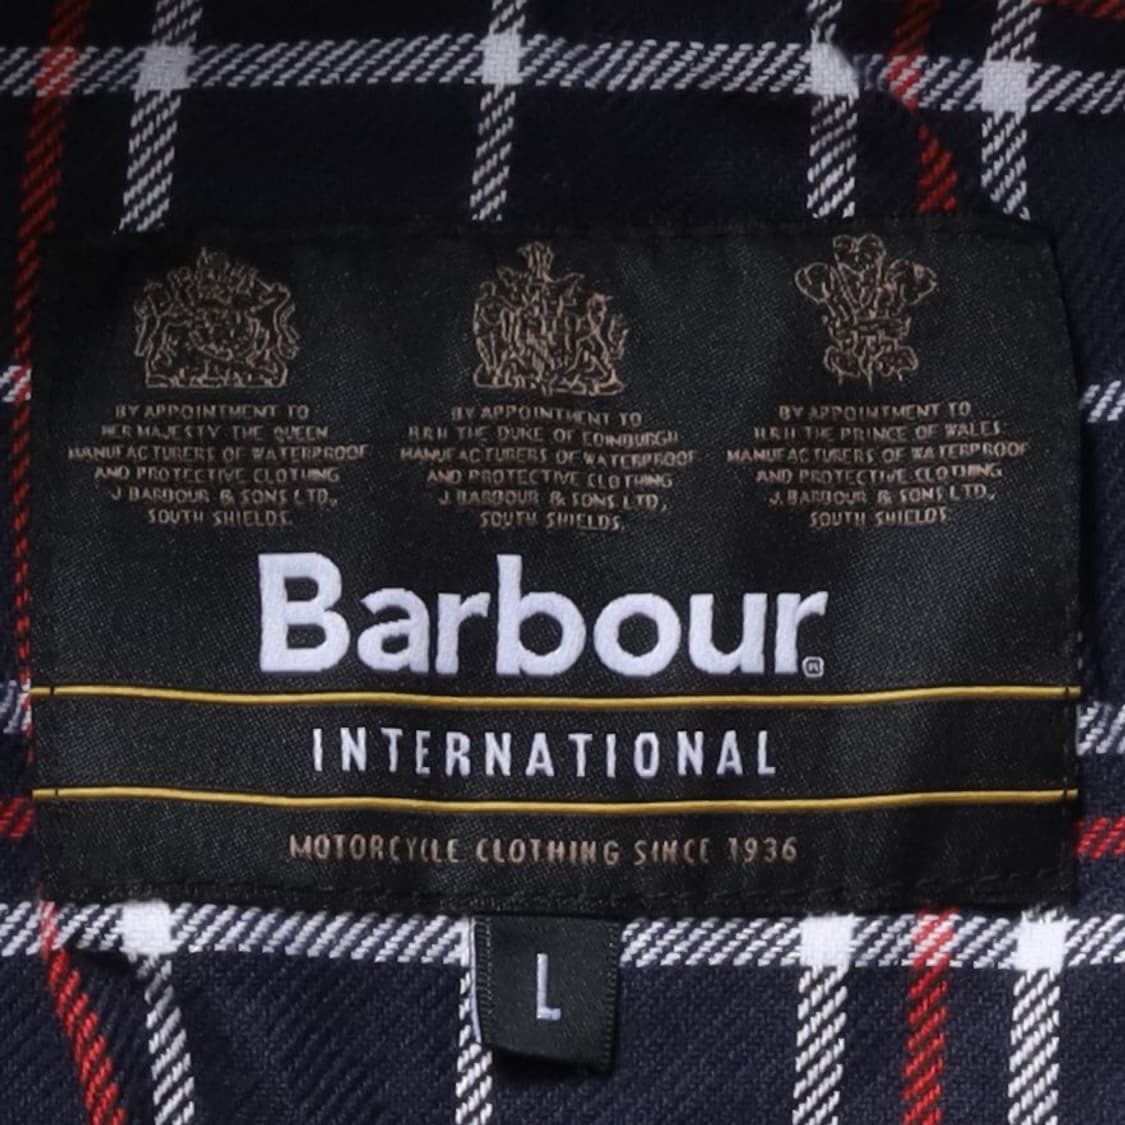 BY APPOINTMENT TO
HER MAJESTY THE QUEEN
MANUFACTURERS OF WATERPROOF
AND PROTECTIVE CLOTHING
J. BARBOUR & SONS LTD.,
SOUTH SHIELDS.
BY APPOINTMENT TO
H.R.H THE DUKE OF EDINBURGH
MANUFACTURERS OF WATERPROOF
AND PROTECTIVE CLOTHING
J. BARBOUR & SONS LTD,
SOUTH SHIELDS.
BY APPOINTMENT TO
H.R.H THE PRINCE OF WALES
MANUFACTURERS OF WATERPROOF
AND PROTECTIVE CLOTHING
J. BARBOUR & SONS LTD.,
SOUTH SHIELDS.
Barbour®
INTERNATIONAL
MOTORCYCLE CLOTHING SINCE 1936
L